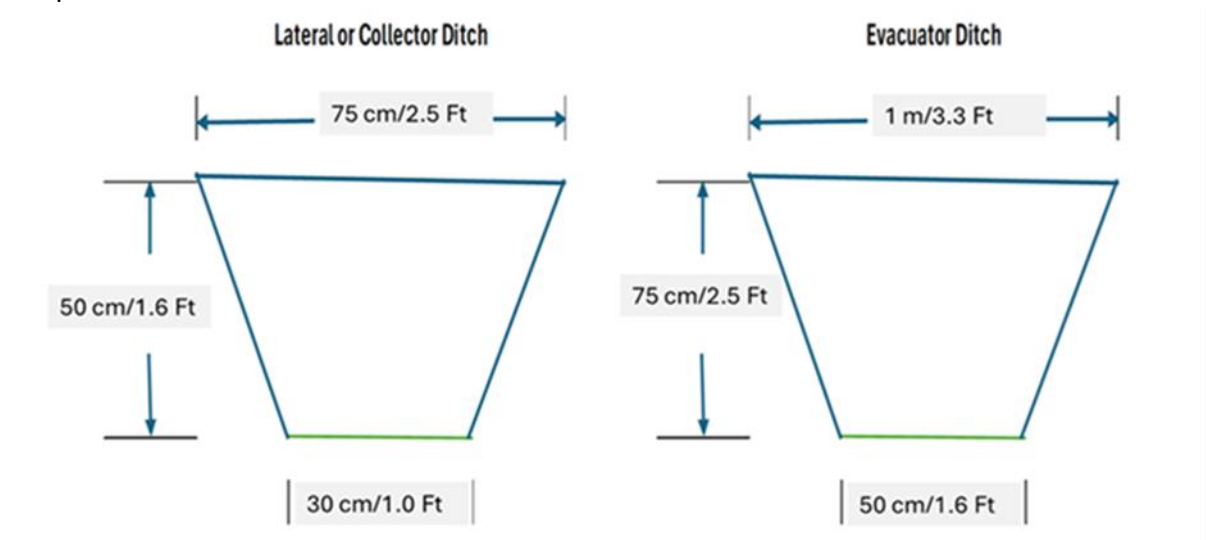 Lateral or Collector Ditch
75 cm/2.5 Ft
50 cm/1.6 Ft
30 cm/1.0 Ft
Evacuator Ditch
1 m/3.3 Ft
75 cm/2.5 Ft
50 cm/1.6 Ft